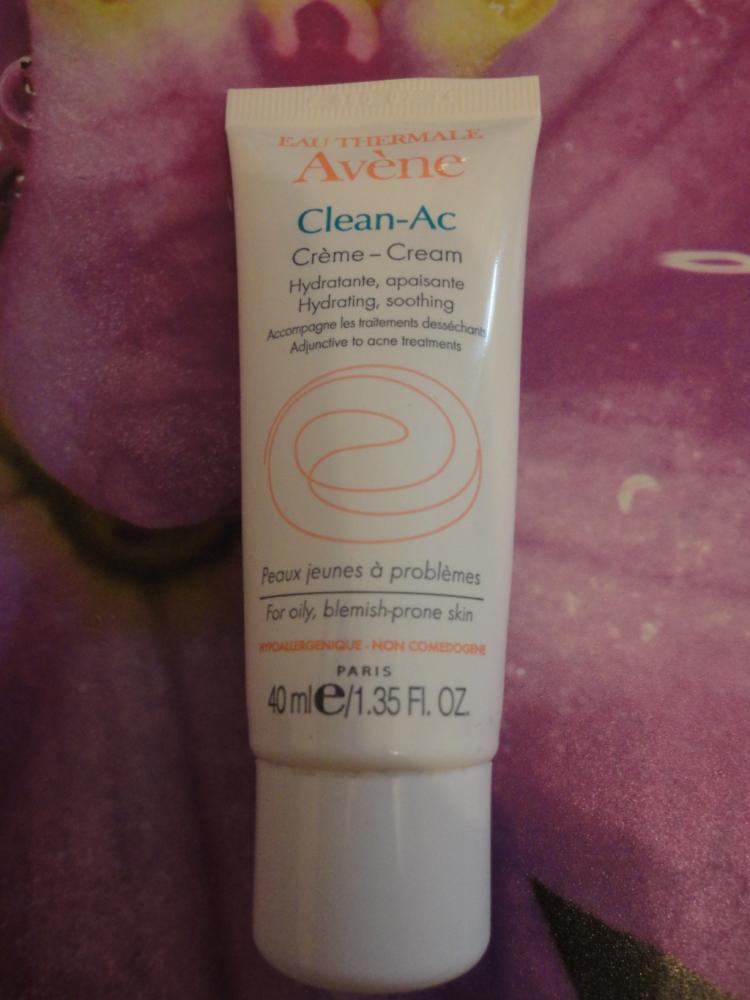 EAU THERMALE
Avène
Clean-Ac
Crème – Cream
Hydratante, apaisante
Hydrating, soothing
Accompagne les traitements desséchants
Adjunctive to acne treatments
Peaux jeunes à problèmes
For oily, blemish-prone skin
HYPOALLERGENIQUE - NON COMEDOGENE
PARIS
40 ml e/1.35 Fl. OZ.